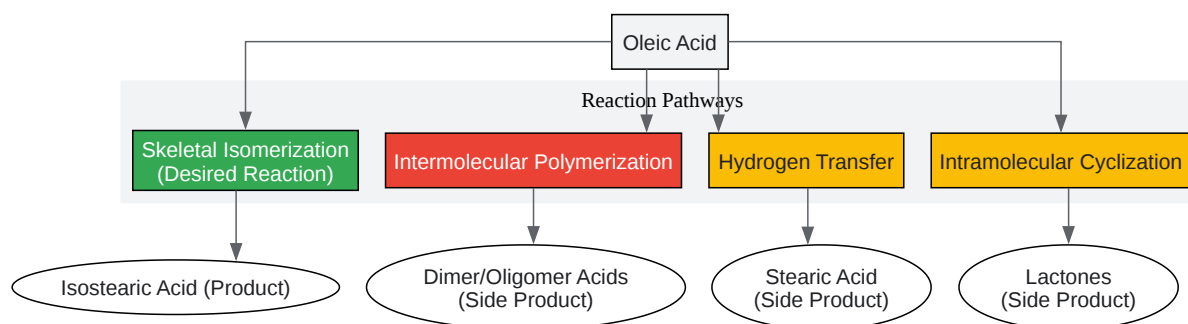 Oleic Acid
Reaction Pathways
Skeletal Isomerization
(Desired Reaction)
Intermolecular Polymerization
Hydrogen Transfer
Intramolecular Cyclization
Isostearic Acid (Product)
Dimer/Oligomer Acids
(Side Product)
Stearic Acid
(Side Product)
Lactones
(Side Product)